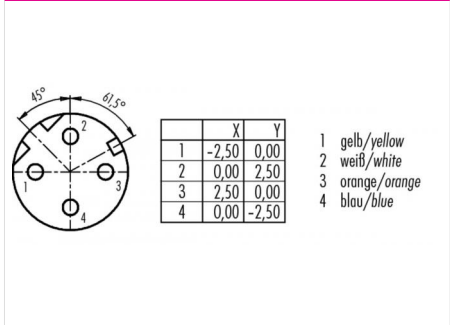 45°
61,5°
2
1
3
4
X Y
1 -2,50 0,00
2 0,00 2,50
3 2,50 0,00
4 0,00 -2,50
1 gelb/yellow
2 weiß/white
3 orange/orange
4 blau/blue